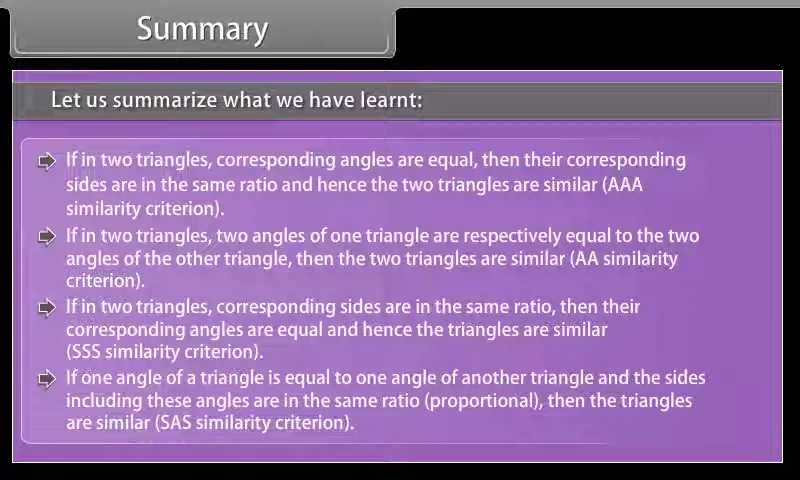 Summary
Let us summarize what we have learnt:
If in two triangles, corresponding angles are equal, then their corresponding
sides are in the same ratio and hence the two triangles are similar (AAA
similarity criterion).
If in two triangles, two angles of one triangle are respectively equal to the two
angles of the other triangle, then the two triangles are similar (AA similarity
criterion).
If in two triangles, corresponding sides are in the same ratio, then their
corresponding angles are equal and hence the triangles are similar
(SSS similarity criterion).
If one angle of a triangle is equal to one angle of another triangle and the sides
including these angles are in the same ratio (proportional), then the triangles
are similar (SAS similarity criterion).